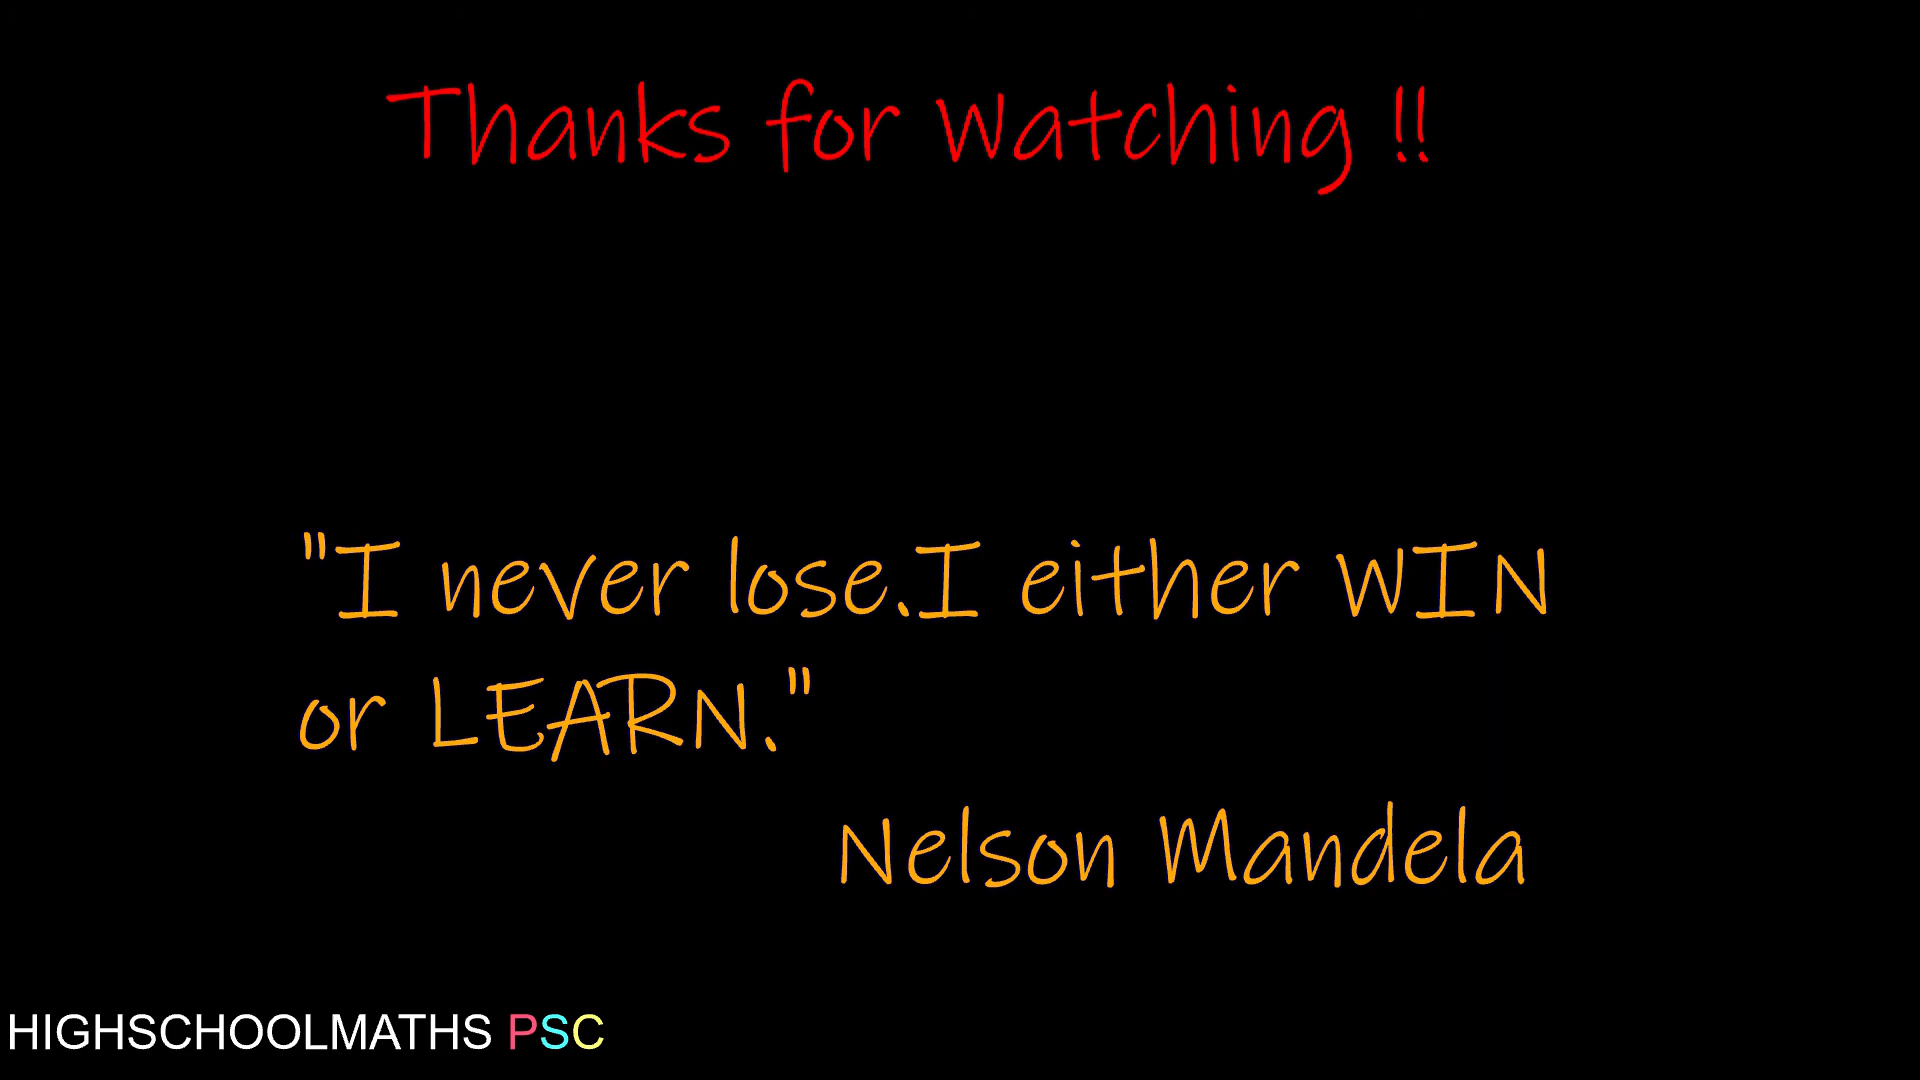 Thanks for Watching !!
"I never lose.I either WIN
or LEARN."
Nelson Mandela
HIGHSCHOOLMATHS PSC